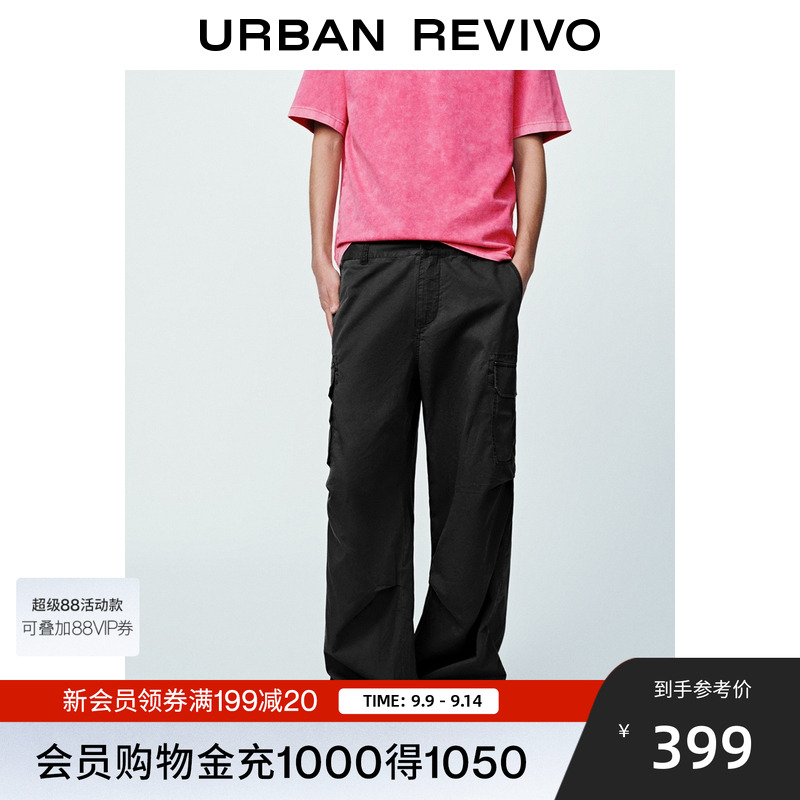 URBAN REVIVO
超级88活动款
可叠加88VIP券
新会员领券满199减20
TIME: 9.9 - 9.14
到手参考价
会员购物金充1000得1050
¥ 399